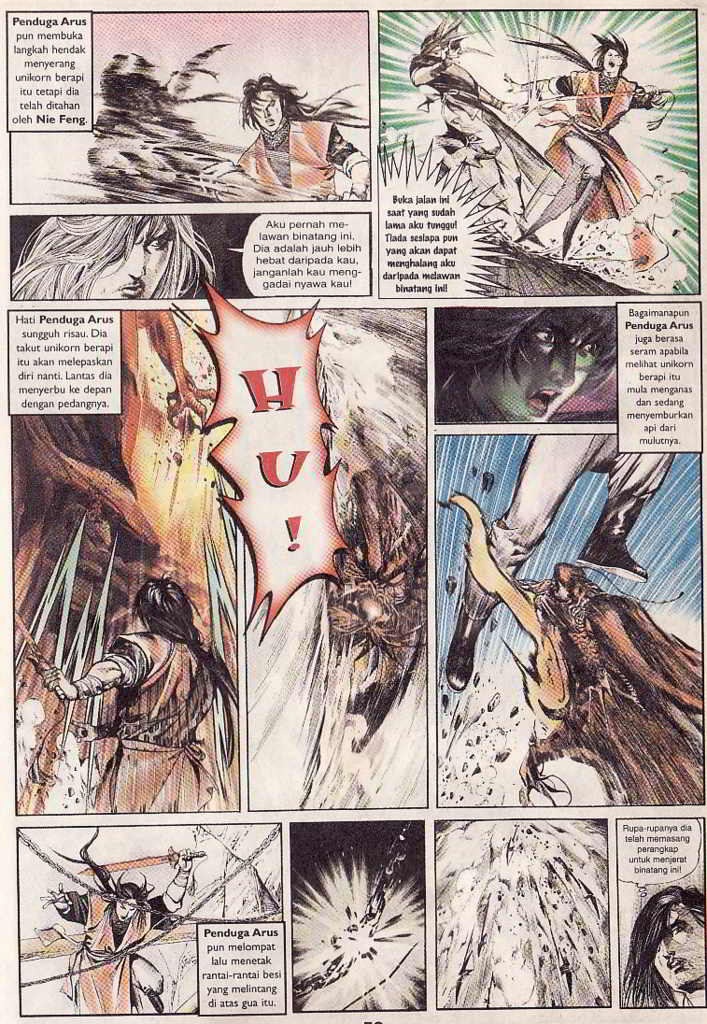 Penduga Arus
pun membuka
langkah hendak
menyerang
unikorn berapi
itu tetapi dia
telah ditahan
oleh Nie Feng.
Buka jalan ini
saat yang sudah
lama aku tunggu!
Tiada sesiapa pun
yang akan dapat
menghalang aku
daripada melawan
binatang ini!
Aku pernah me-
lawan binatang ini.
Dia adalah jauh lebih
hebat daripada kau,
janganlah kau meng-
gadai nyawa kau!
Hati Penduga Arus
sungguh risau. Dia
takut unikorn berapi
itu akan melepaskan
diri nanti. Lantas dia
menyerbu ke depan
dengan pedangnya.
HU!
Bagaimanapun
Penduga Arus
juga berasa
seram apabila
melihat unikorn
berapi itu
mula menganas
dan sedang
menyemburkan
api dari
mulutnya.
Penduga Arus
pun melompat
lalu menetak
rantai-rantai besi
yang melintang
di atas gua itu.
Rupa-rupanya dia
telah memasang
perangkap
untuk menjerat
binatang ini!